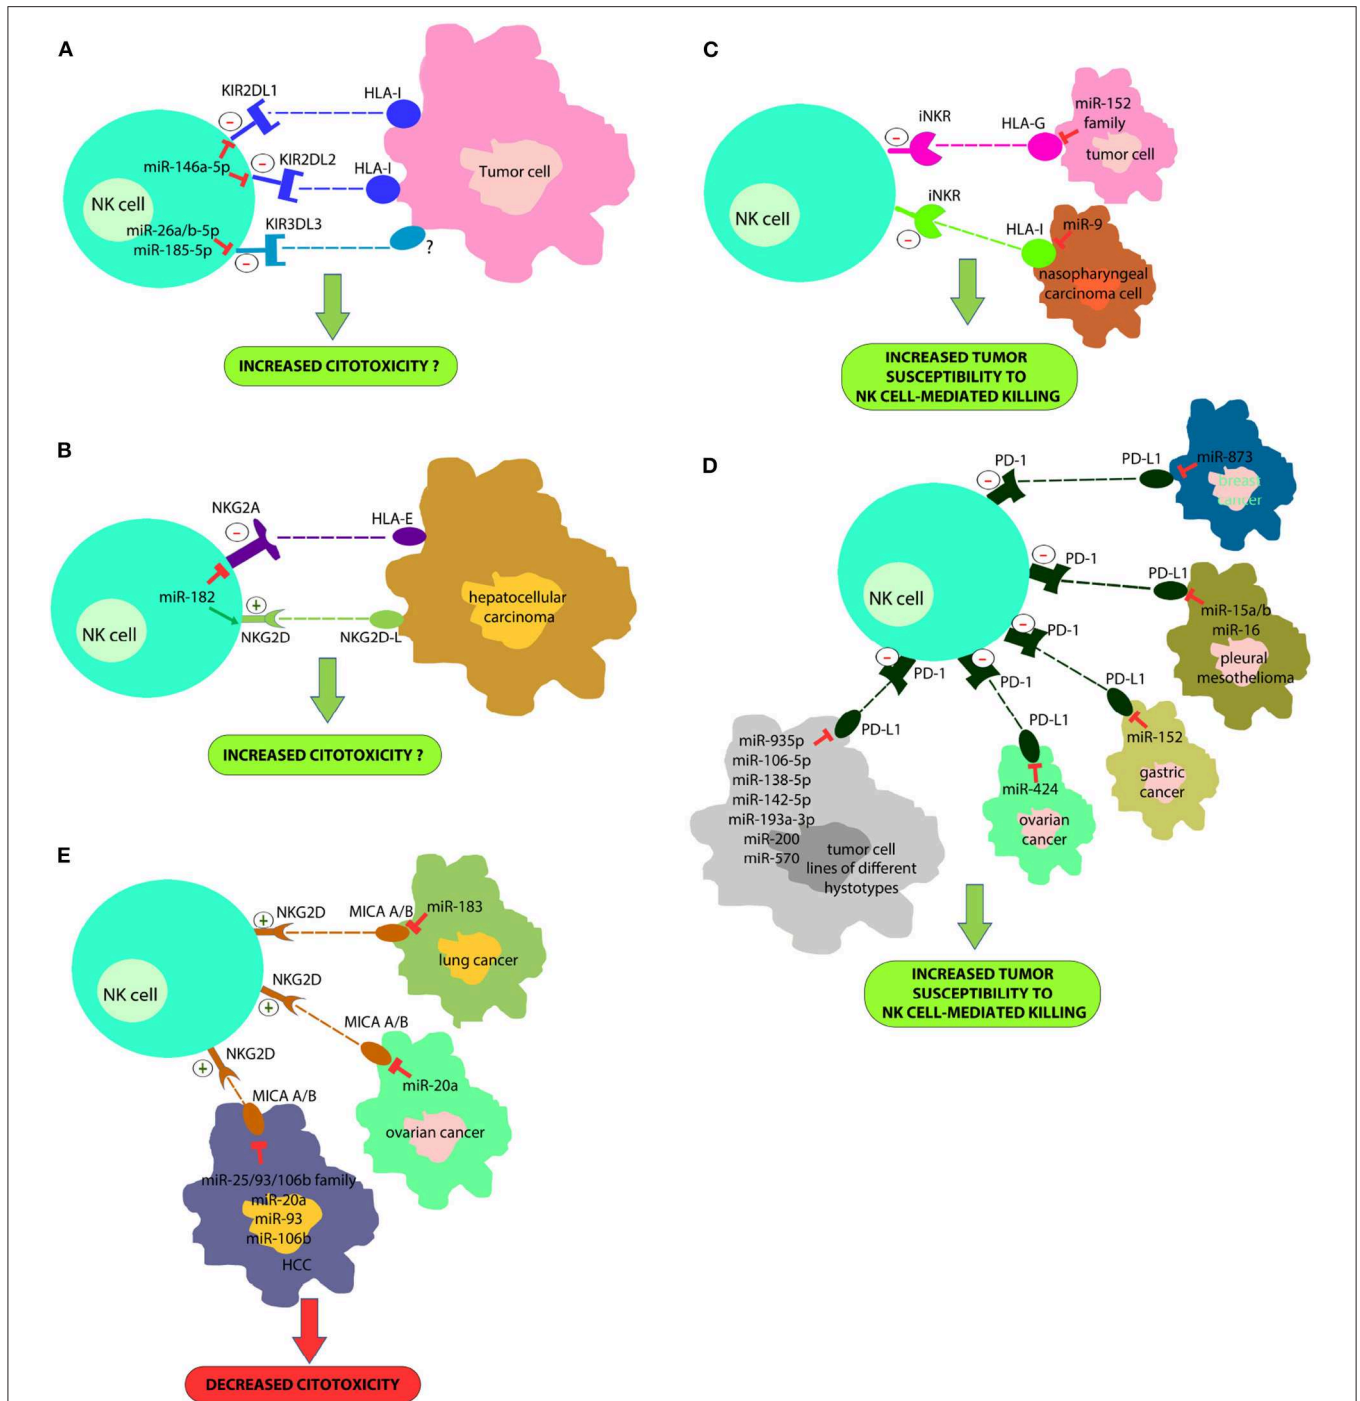 A
KIR2DL1
HLA-I
−
miR-146a-5p
−
KIR2DL2
HLA-I
Tumor cell
NK cell
miR-26a/b-5p
miR-185-5p
KIR3DL3
−
?
INCREASED CITOTOXICITY ?
B
NKG2A
−
HLA-E
miR-182
+
NKG2D
NKG2D-L
hepatocellular
carcinoma
NK cell
INCREASED CITOTOXICITY ?
C
iNKR
−
HLA-G
miR-152
family
tumor cell
NK cell
iNKR
−
HLA-I
miR-9
nasopharyngeal
carcinoma cell
INCREASED TUMOR
SUSCEPTIBILITY TO
NK CELL-MEDIATED KILLING
D
PD-1
−
PD-L1
miR-873
breast
cancer
−
PD-1
PD-L1
miR-15a/b
miR-16
pleural
mesothelioma
NK cell
−
PD-1
PD-L1
miR-152
gastric
cancer
−
PD-1
PD-L1
miR-424
ovarian
cancer
−
PD-1
PD-L1
miR-935p
miR-106-5p
miR-138-5p
miR-142-5p
miR-193a-3p
miR-200
miR-570
tumor cell
lines of different
hystotypes
INCREASED TUMOR
SUSCEPTIBILITY TO
NK CELL-MEDIATED KILLING
E
+
NKG2D
MICA A/B
miR-183
lung cancer
NK cell
NKG2D
+
MICA A/B
miR-20a
ovarian cancer
NKG2D
+
MICA A/B
miR-25/93/106b family
miR-20a
miR-93
miR-106b
HCC
DECREASED CITOTOXICITY